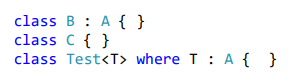 class B : A { }
class C { }
class Test<T> where T : A {  }